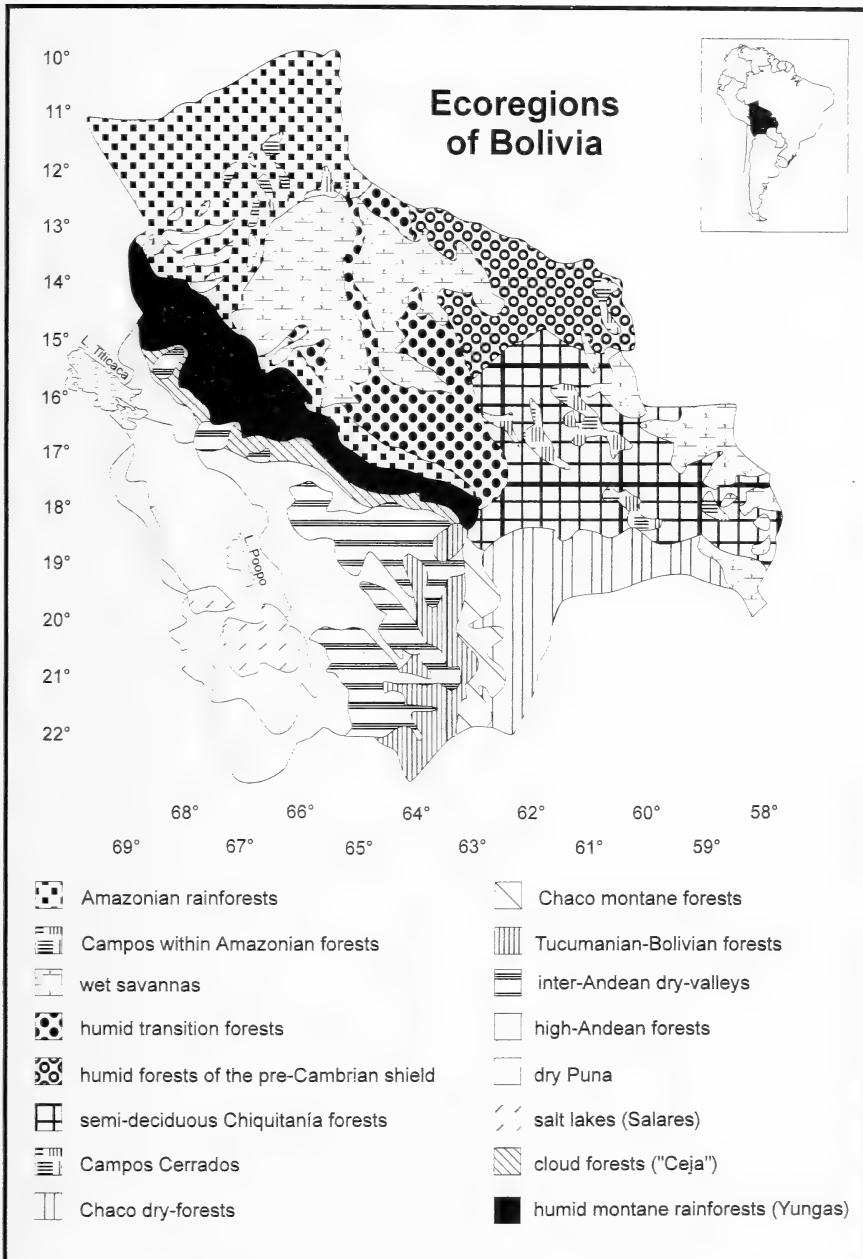 Ecoregions
of Bolivia
10°
11°
12°
13°
14°
15°
16°
17°
18°
19°
20°
21°
22°
L. Titicaca
L. Poopo
68° 66° 64° 62° 60° 58°
69° 67° 65° 63° 61° 59°
Amazonian rainforests
Campos within Amazonian forests
wet savannas
humid transition forests
humid forests of the pre-Cambrian shield
semi-deciduous Chiquitanía forests
Campos Cerrados
Chaco dry-forests
Chaco montane forests
Tucumanian-Bolivian forests
inter-Andean dry-valleys
high-Andean forests
dry Puna
salt lakes (Salares)
cloud forests ("Ceja")
humid montane rainforests (Yungas)